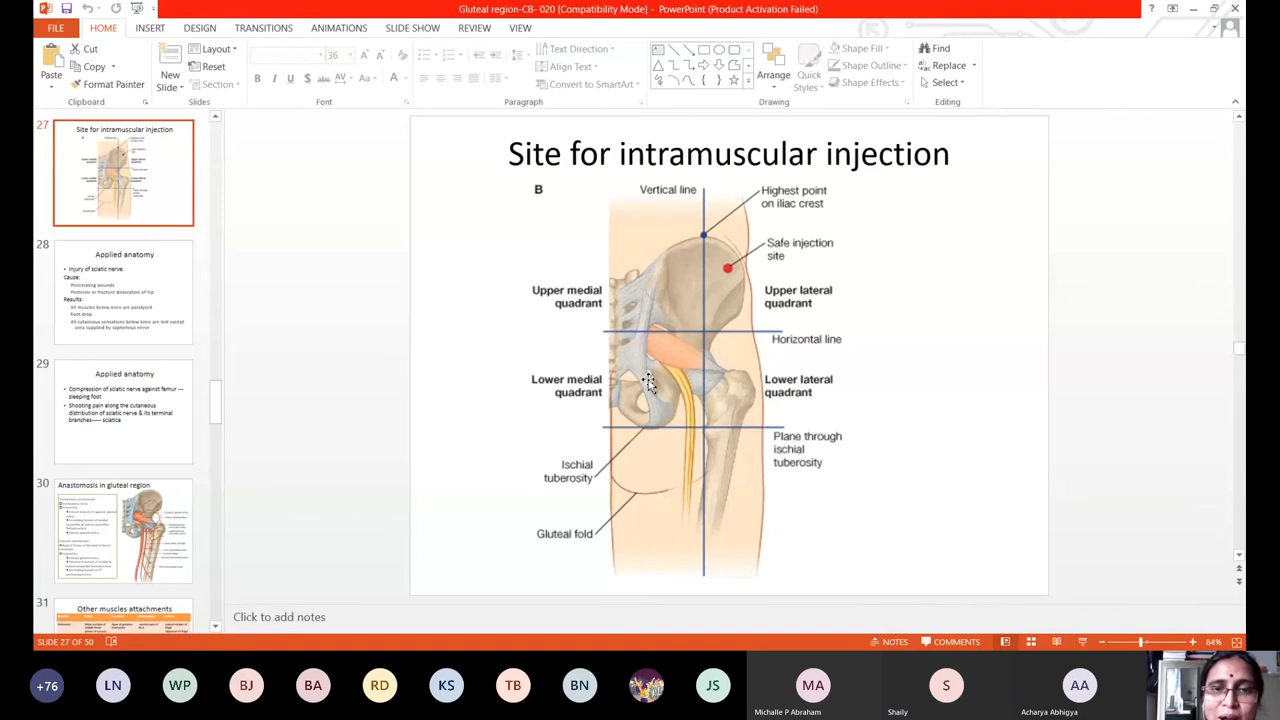 Gluteal region-CB- 020 [Compatibility Mode] - PowerPoint (Product Activation Failed)
FILE HOME INSERT DESIGN TRANSITIONS ANIMATIONS SLIDE SHOW REVIEW VIEW
Paste
Cut
Copy
Format Painter
Clipboard
New
Slide
Layout
Reset
Section
Slides
36
Font
Text Direction
Align Text
Convert to SmartArt
Paragraph
Arrange
Quick
Styles
Shape Fill
Shape Outline
Shape Effects
Drawing
Find
Replace
Select
Editing
27
Site for intramuscular injection
28
Applied anatomy
• Injury of sciatic nerve:
Cause:
Penetrating wounds
Posterior or fracture dislocation of hip
Results:
All muscles below knee are paralysed
Foot drop
All cutaneous sensations below knee are lost except
area supplied by saphenous nerve
29
Applied anatomy
• Compression of sciatic nerve against femur ---
sleeping foot
• Shooting pain along the cutaneous
distribution of sciatic nerve & its terminal
branches----- sciatica
30
Anastomosis in gluteal region
31
Other muscles attachments
Site for intramuscular injection
B
Vertical line
Highest point
on iliac crest
Safe injection
site
Upper medial
quadrant
Upper lateral
quadrant
Horizontal line
Lower medial
quadrant
Lower lateral
quadrant
Plane through
ischial
tuberosity
Ischial
tuberosity
Gluteal fold
Click to add notes
SLIDE 27 OF 50
NOTES
COMMENTS
84%
+76
LN
WP
BJ
BA
RD
KS
TB
BN
JS
MA
Michalle P Abraham
S
Shaily
AA
Acharya Abhigya